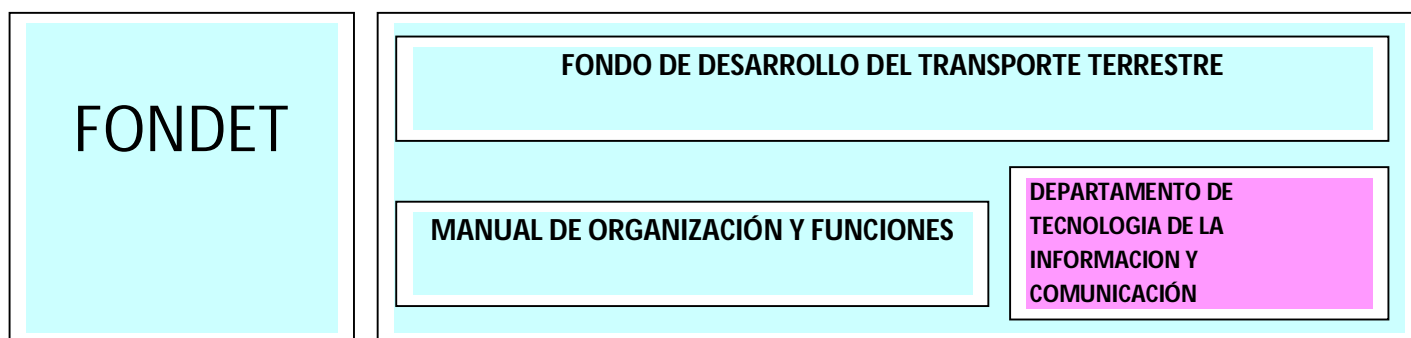 FONDET
FONDO DE DESARROLLO DEL TRANSPORTE TERRESTRE
MANUAL DE ORGANIZACIÓN Y FUNCIONES
DEPARTAMENTO DE
TECNOLOGIA DE LA
INFORMACION Y
COMUNICACIÓN